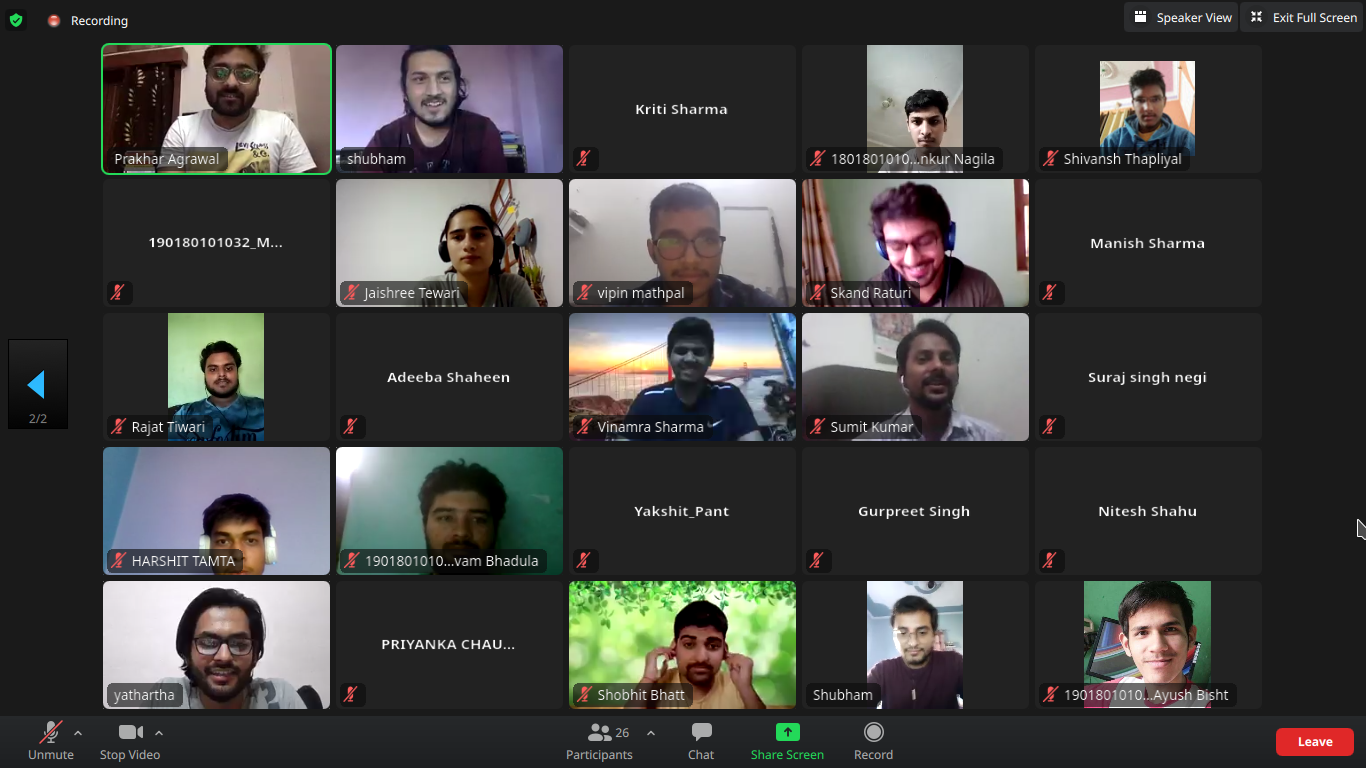 Recording
Speaker View
Exit Full Screen
Prakhar Agrawal
shubham
Kriti Sharma
1801801010...nkur Nagila
Shivansh Thapliyal
190180101032_M...
Jaishree Tewari
vipin mathpal
Skand Raturi
Manish Sharma
Rajat Tiwari
Adeeba Shaheen
Vinamra Sharma
Sumit Kumar
Suraj singh negi
2/2
HARSHIT TAMTA
1901801010...vam Bhadula
Yakshit_Pant
Gurpreet Singh
Nitesh Shahu
yathartha
PRIYANKA CHAU...
Shobhit Bhatt
Shubham
1901801010...Ayush Bisht
Unmute
Stop Video
Participants
26
Chat
Share Screen
Record
Leave